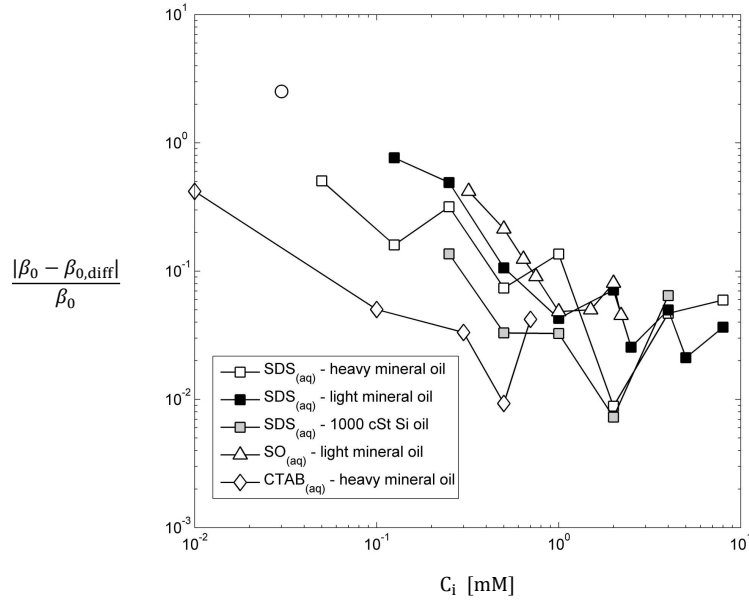 10¹
10⁰
10⁻¹
10⁻²
10⁻³
|β₀ − β₀,diff|
β₀
SDS(aq) - heavy mineral oil
SDS(aq) - light mineral oil
SDS(aq) - 1000 cSt Si oil
SO(aq) - light mineral oil
CTAB(aq) - heavy mineral oil
10⁻² 10⁻¹ 10⁰ 10¹
Cᵢ [mM]